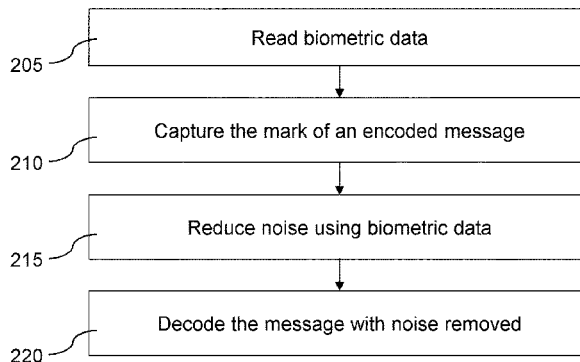 Read biometric data
205
Capture the mark of an encoded message
210
Reduce noise using biometric data
215
Decode the message with noise removed
220